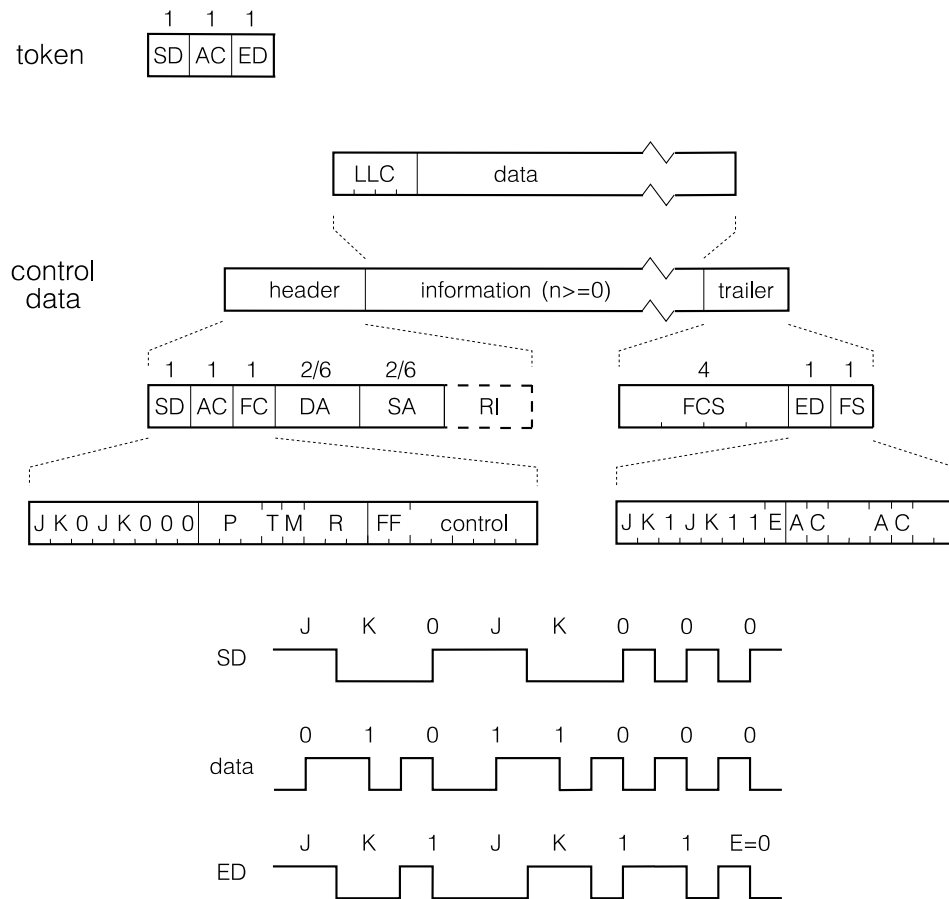 1 1 1
token SD AC ED
LLC data
control
data
header information (n>=0) trailer
1 1 1 2/6 2/6 4 1 1
SD AC FC DA SA RI FCS ED FS
J K 0 J K 0 0 0 P T M R FF control J K 1 J K 1 1 E A C A C
J K 0 J K 0 0 0
SD
0 1 0 1 1 0 0 0
data
J K 1 J K 1 1 E=0
ED